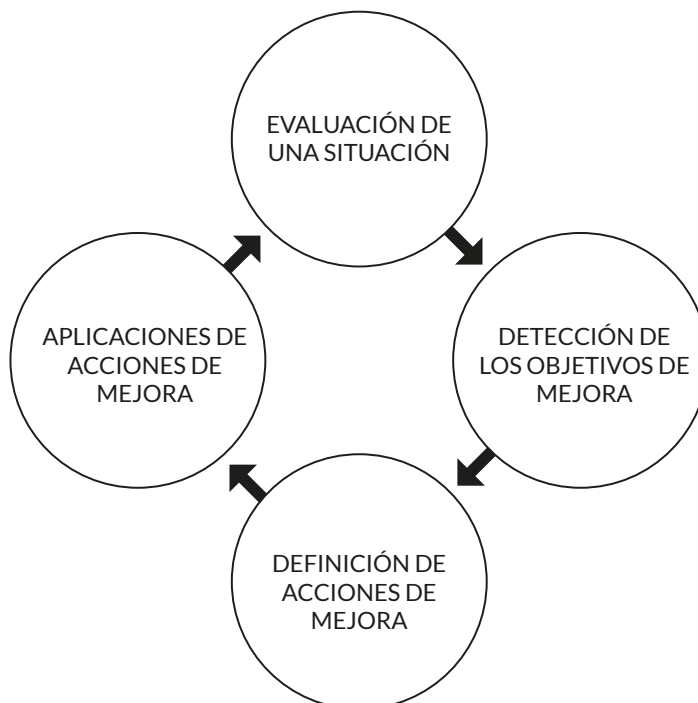 EVALUACIÓN DE
UNA SITUACIÓN
DETECCIÓN DE
LOS OBJETIVOS DE
MEJORA
DEFINICIÓN DE
ACCIONES DE
MEJORA
APLICACIONES DE
ACCIONES DE
MEJORA